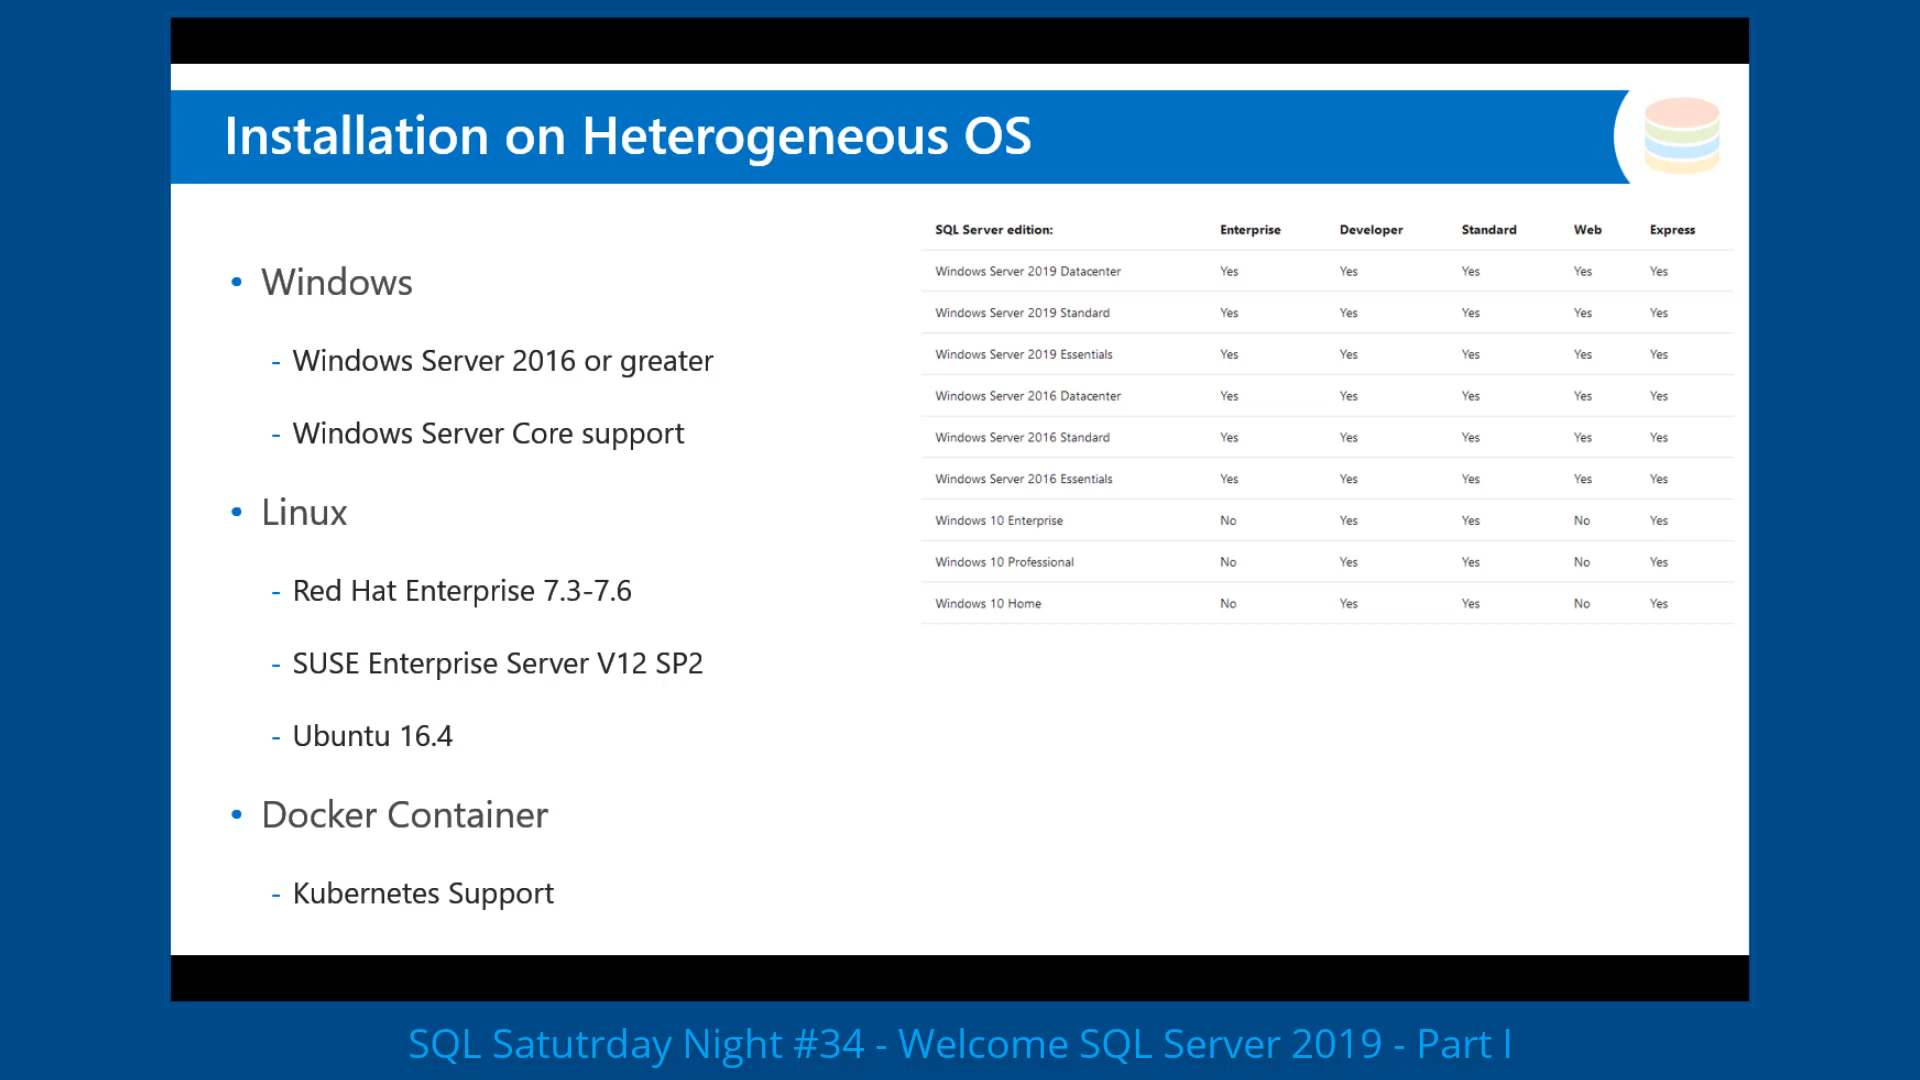 Installation on Heterogeneous OS
• Windows
- Windows Server 2016 or greater
- Windows Server Core support
• Linux
- Red Hat Enterprise 7.3-7.6
- SUSE Enterprise Server V12 SP2
- Ubuntu 16.4
• Docker Container
- Kubernetes Support
SQL Server edition: Enterprise Developer Standard Web Express
Windows Server 2019 Datacenter Yes Yes Yes Yes Yes
Windows Server 2019 Standard Yes Yes Yes Yes Yes
Windows Server 2019 Essentials Yes Yes Yes Yes Yes
Windows Server 2016 Datacenter Yes Yes Yes Yes Yes
Windows Server 2016 Standard Yes Yes Yes Yes Yes
Windows Server 2016 Essentials Yes Yes Yes Yes Yes
Windows 10 Enterprise No Yes Yes No Yes
Windows 10 Professional No Yes Yes No Yes
Windows 10 Home No Yes Yes No Yes
SQL Satutrday Night #34 - Welcome SQL Server 2019 - Part I